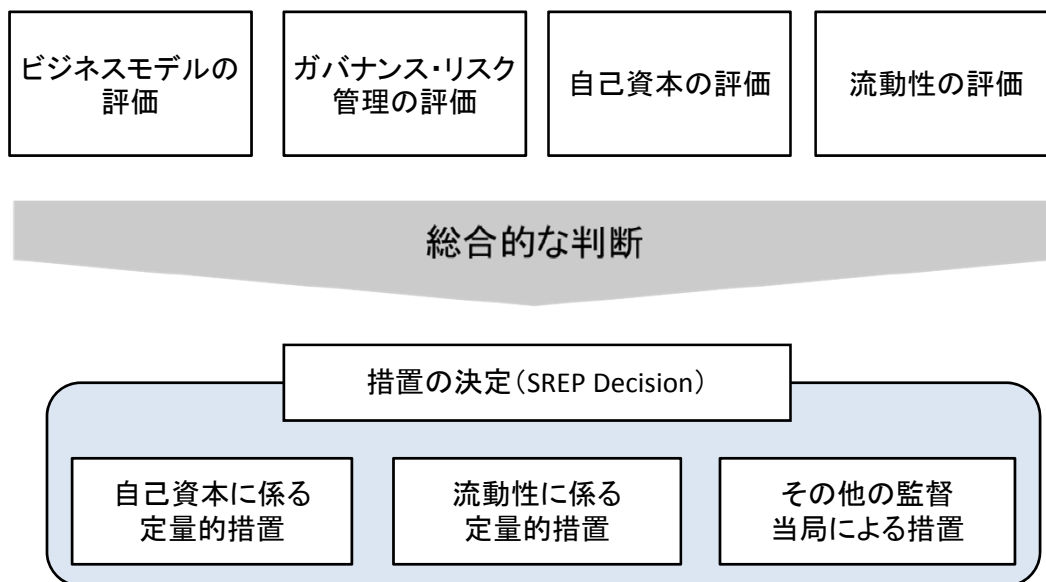 ビジネスモデルの
評価
ガバナンス・リスク
管理の評価
自己資本の評価
流動性の評価
総合的な判断
措置の決定（SREP Decision）
自己資本に係る
定量的措置
流動性に係る
定量的措置
その他の監督
当局による措置